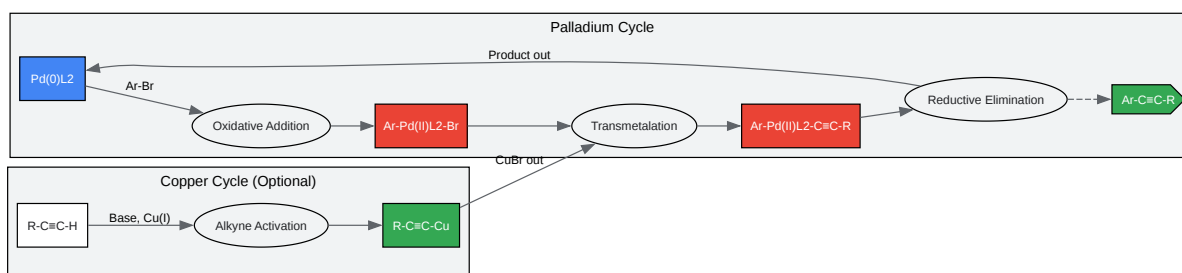 Palladium Cycle
Product out
Pd(0)L2
Ar-Br
Oxidative Addition
Ar-Pd(II)L2-Br
Transmetalation
Ar-Pd(II)L2-C≡C-R
Reductive Elimination
Ar-C≡C-R
CuBr out
Copper Cycle (Optional)
R-C≡C-H
Base, Cu(I)
Alkyne Activation
R-C≡C-Cu